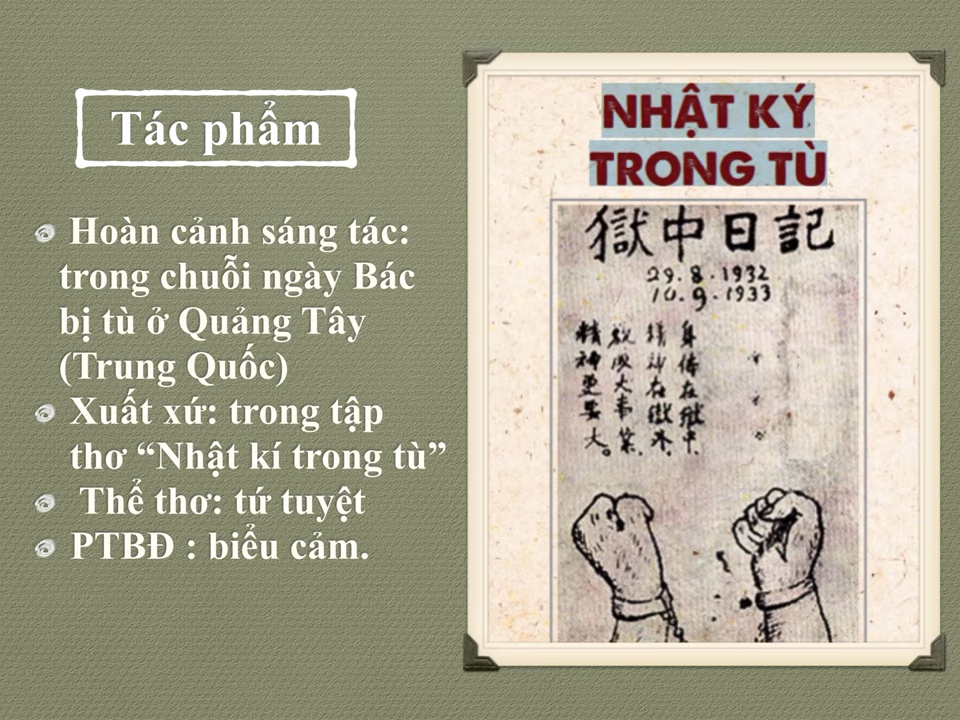 Tác phẩm
Hoàn cảnh sáng tác:
trong chuỗi ngày Bác
bị tù ở Quảng Tây
(Trung Quốc)
Xuất xứ: trong tập
thơ “Nhật kí trong tù”
Thể thơ: tứ tuyệt
PTBĐ : biểu cảm.
NHẬT KÝ
TRONG TÙ
獄中日記
29.8.1932
10.9.1933
身体在獄中
精神在獄外
欲成大事業
精神更要大。